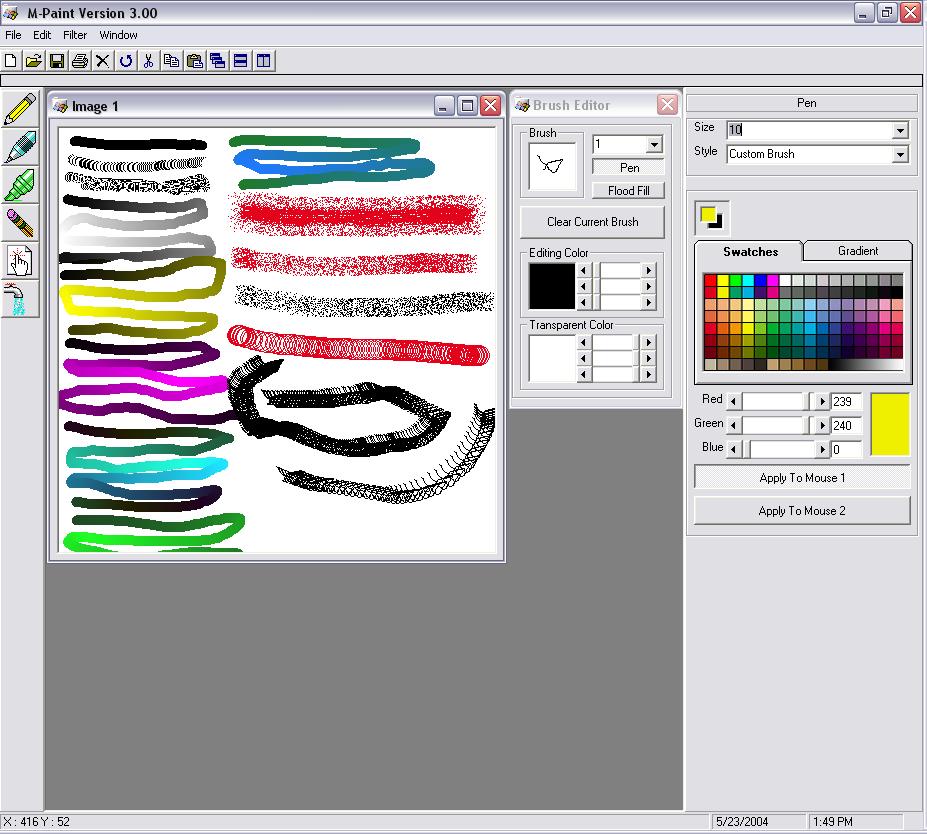 M-Paint Version 3.00
File Edit Filter Window
Image 1
Brush Editor
Brush
1
Pen
Flood Fill
Clear Current Brush
Editing Color
Transparent Color
Pen
Size 10
Style Custom Brush
Swatches Gradient
Red 239
Green 240
Blue 0
Apply To Mouse 1
Apply To Mouse 2
X : 416 Y : 52 5/23/2004 1:49 PM